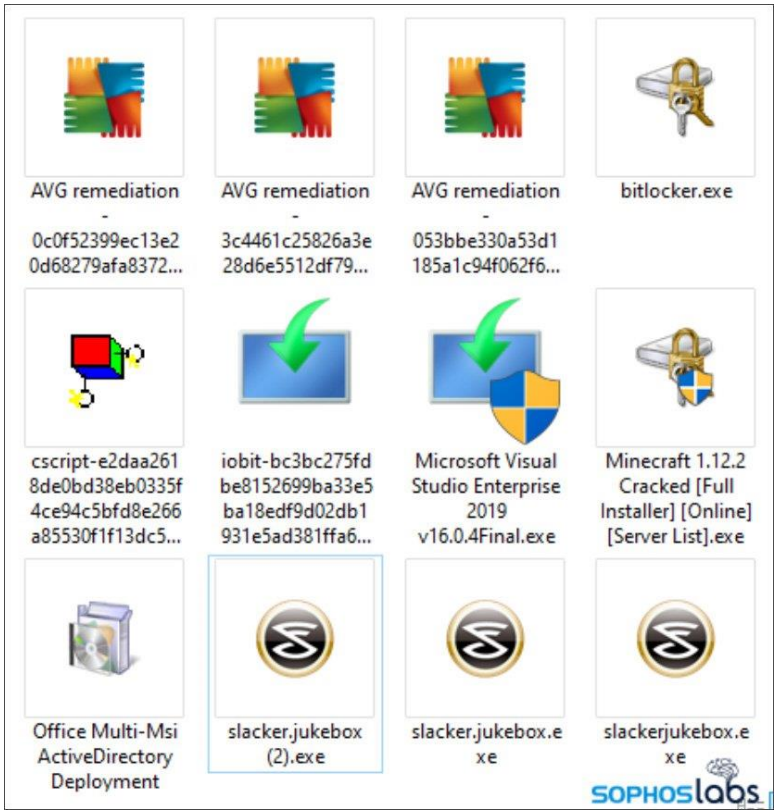 AVG remediation
-
0c0f52399ec13e2
0d68279afa8372...
AVG remediation
-
3c4461c25826a3e
28d6e5512df79...
AVG remediation
-
053bbe330a53d1
185a1c94f062f6...
bitlocker.exe
cscript-e2daa261
8de0bd38eb0335f
4ce94c5bfd8e266
a85530f1f13dc5...
iobit-bc3bc275fd
be8152699ba33e5
ba18edf9d02db1
931e5ad381ffa6...
Microsoft Visual
Studio Enterprise
2019
v16.0.4Final.exe
Minecraft 1.12.2
Cracked [Full
Installer] [Online]
[Server List].exe
Office Multi-Msi
ActiveDirectory
Deployment
slacker.jukebox
(2).exe
slacker.jukebox.e
xe
slackerjukebox.e
xe
SOPHOSlabs